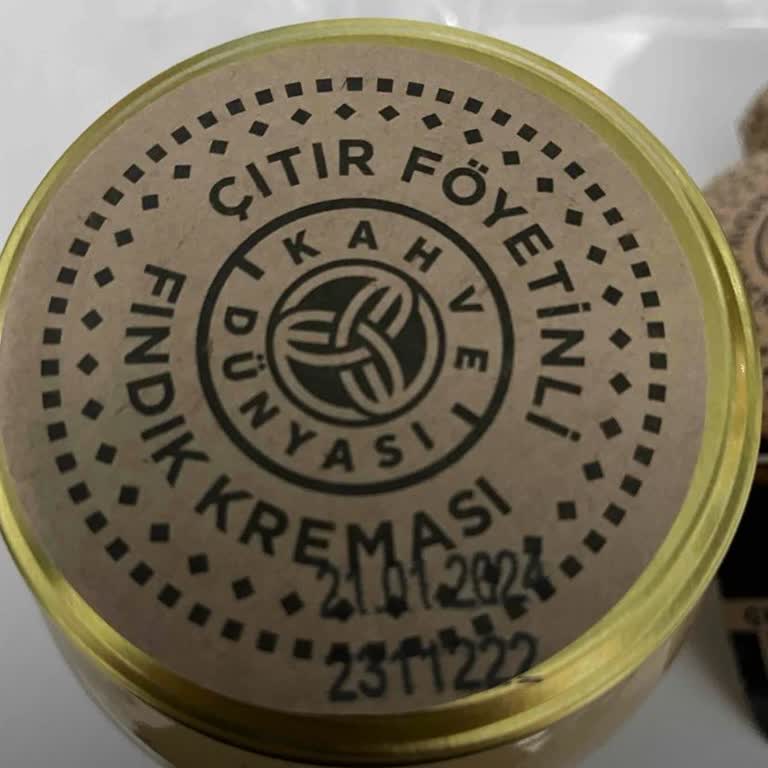 ÇITIR FÖYETİNLİ
FINDIK KREMASI
KAHVE
DÜNYASI
21.01.2024
2311222